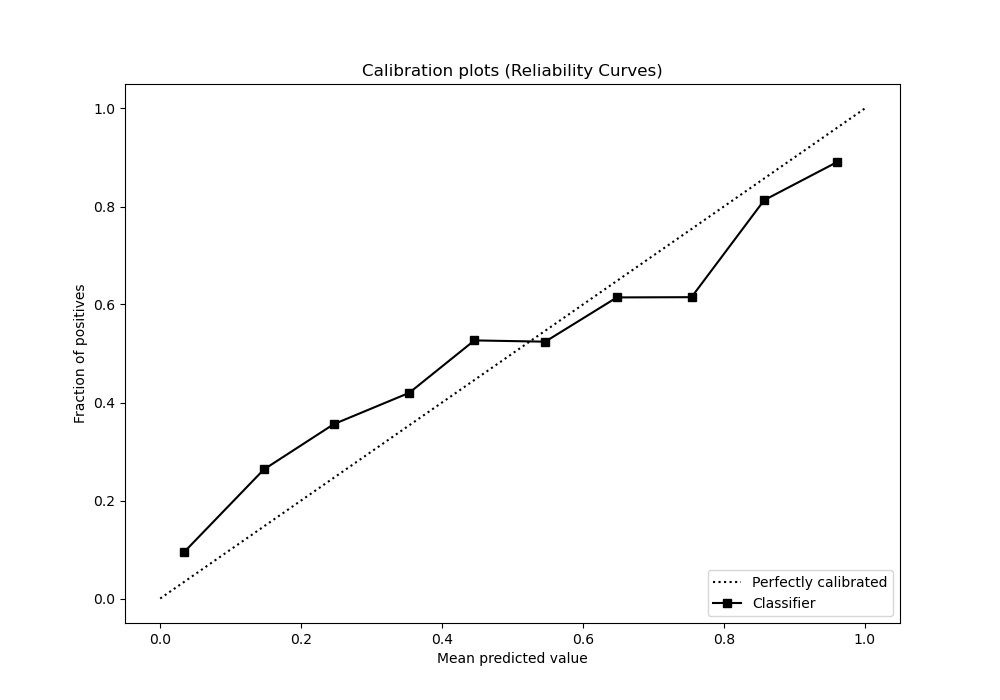 Calibration plots (Reliability Curves)
1.0
0.8
0.6
0.4
0.2
0.0
Fraction of positives
Perfectly calibrated
Classifier
0.0 0.2 0.4 0.6 0.8 1.0
Mean predicted value